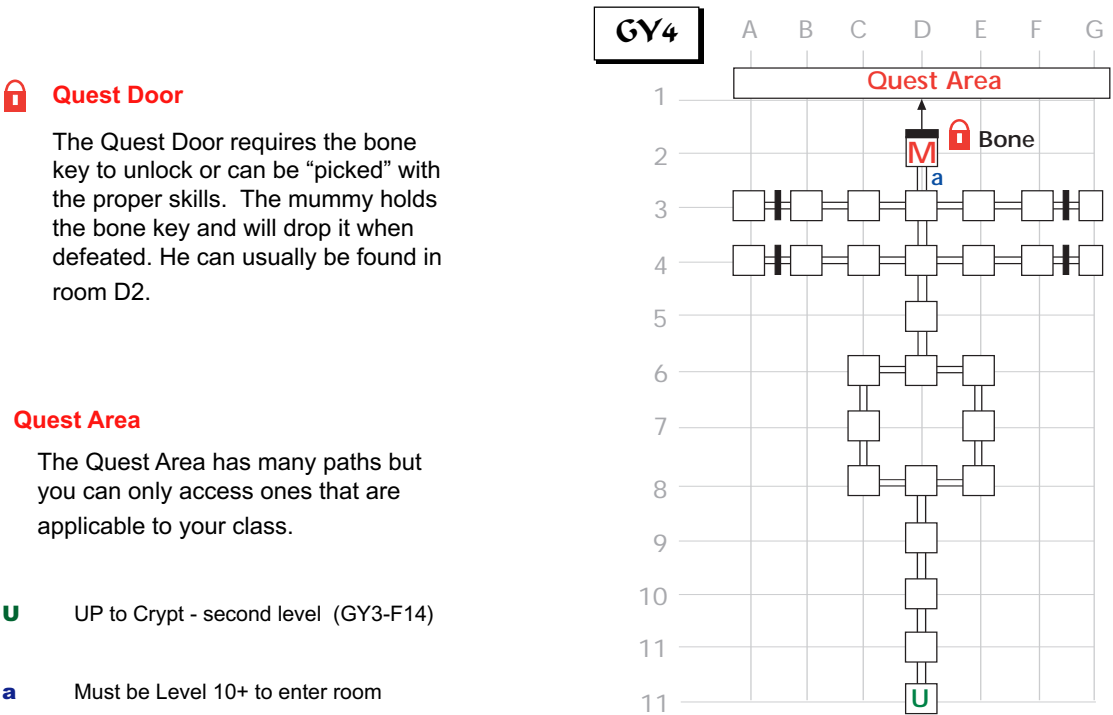 GY4
A B C D E F G
Quest Area
1
Quest Door
Bone
The Quest Door requires the bone
key to unlock or can be “picked” with
the proper skills. The mummy holds
the bone key and will drop it when
defeated. He can usually be found in
room D2.
2
M
a
3
4
5
6
7
8
9
10
11
11
U
Quest Area
The Quest Area has many paths but
you can only access ones that are
applicable to your class.
U UP to Crypt - second level (GY3-F14)
a Must be Level 10+ to enter room